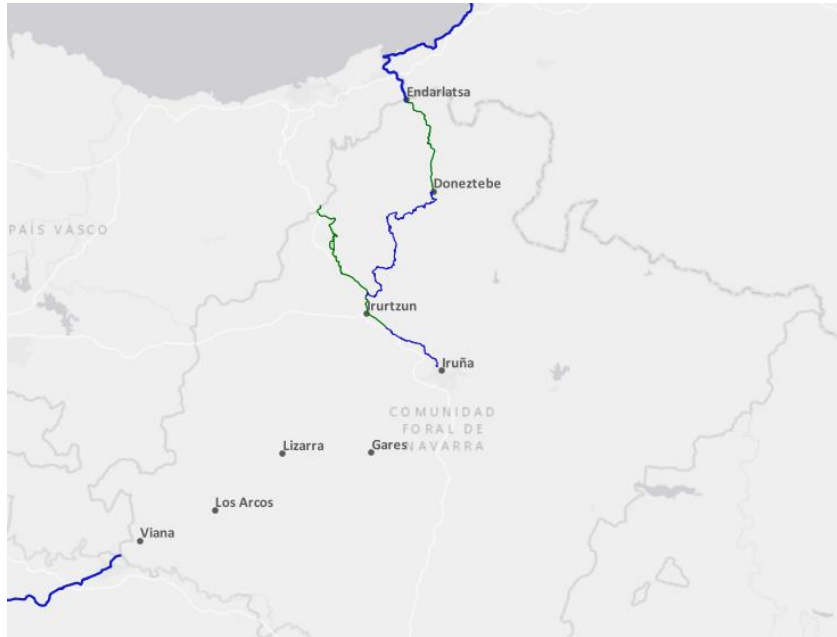 Endarlatsa
Doneztebe
PAÍS VASCO
Irurtzun
Iruña
COMUNIDAD
FORAL DE
NAVARRA
Lizarra
Gares
Los Arcos
Viana